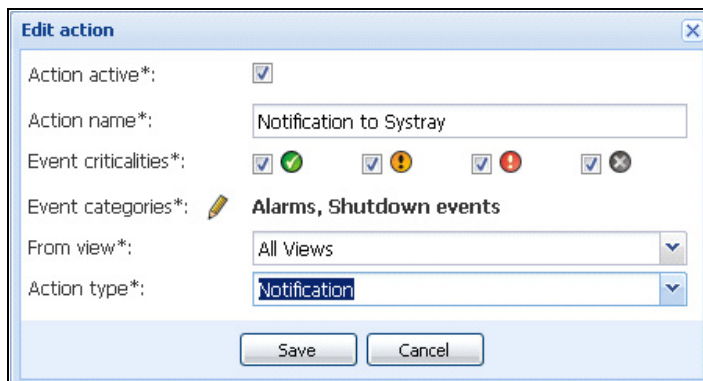 Edit action
Action active*:
Action name*: Notification to Systray
Event criticalities*:
Event categories*: Alarms, Shutdown events
From view*: All Views
Action type*: Notification
Save Cancel